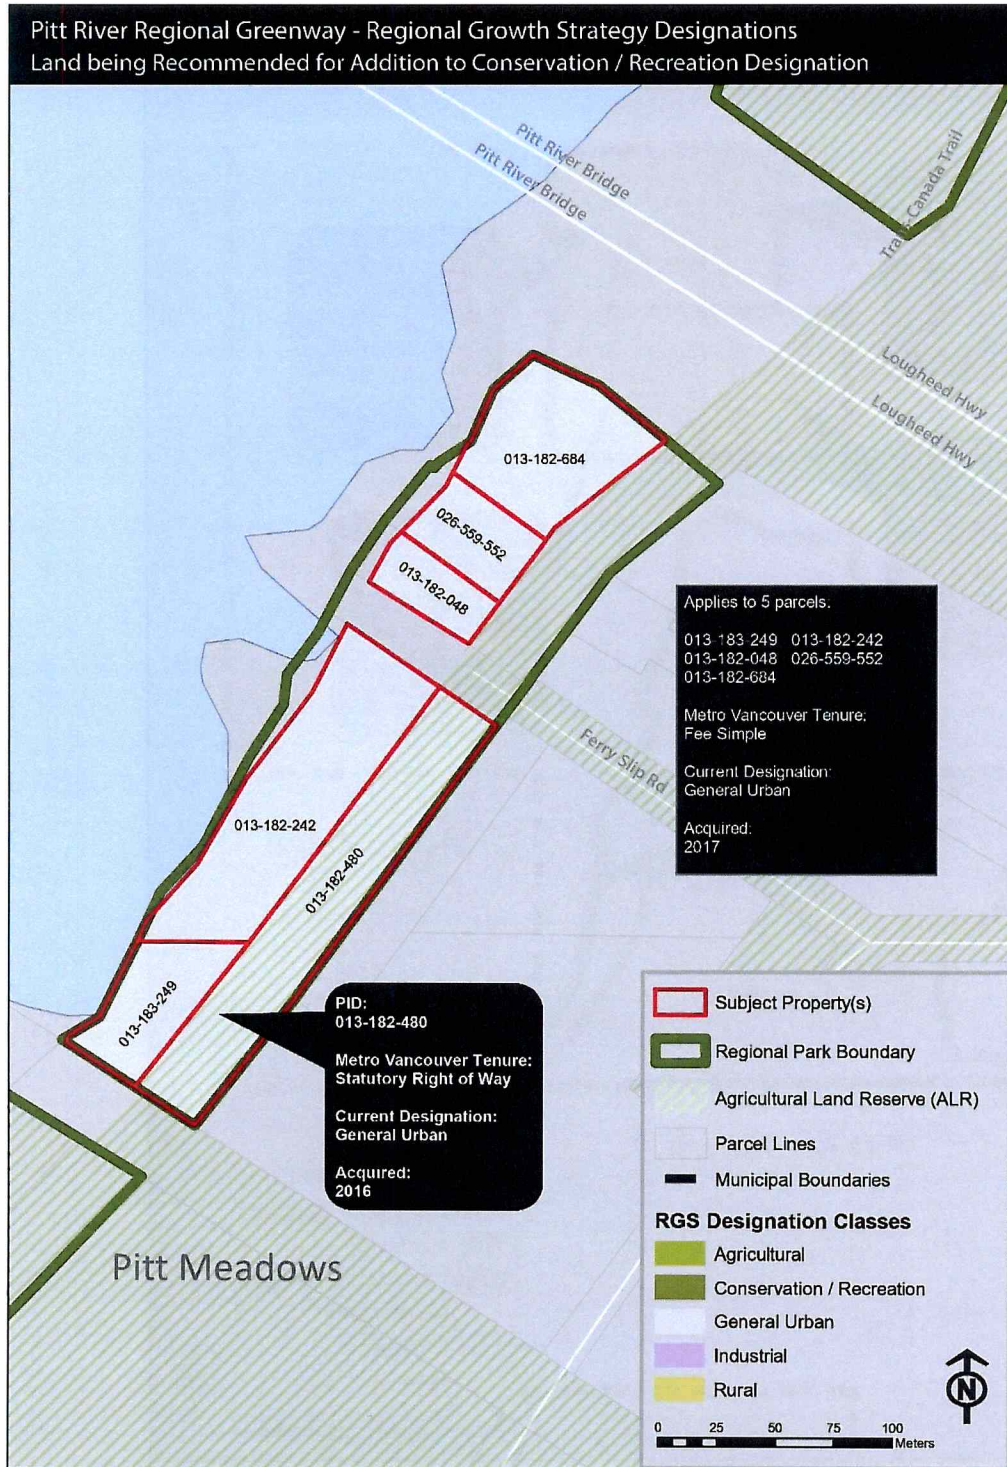 Pitt River Regional Greenway - Regional Growth Strategy Designations
Land being Recommended for Addition to Conservation / Recreation Designation
Pitt River Bridge
Pitt River Bridge
Trans-Canada Trail
Lougheed Hwy
Lougheed Hwy
013-182-684
026-559-552
013-182-048
Applies to 5 parcels:
013-183-249 013-182-242
013-182-048 026-559-552
013-182-684
Metro Vancouver Tenure:
Fee Simple
Current Designation:
General Urban
Acquired:
2017
Ferry Slip Rd
013-182-242
013-182-480
013-183-249
PID:
013-182-480
Metro Vancouver Tenure:
Statutory Right of Way
Current Designation:
General Urban
Acquired:
2016
Pitt Meadows
Subject Property(s)
Regional Park Boundary
Agricultural Land Reserve (ALR)
Parcel Lines
Municipal Boundaries
RGS Designation Classes
Agricultural
Conservation / Recreation
General Urban
Industrial
Rural
N
0 25 50 75 100
Meters